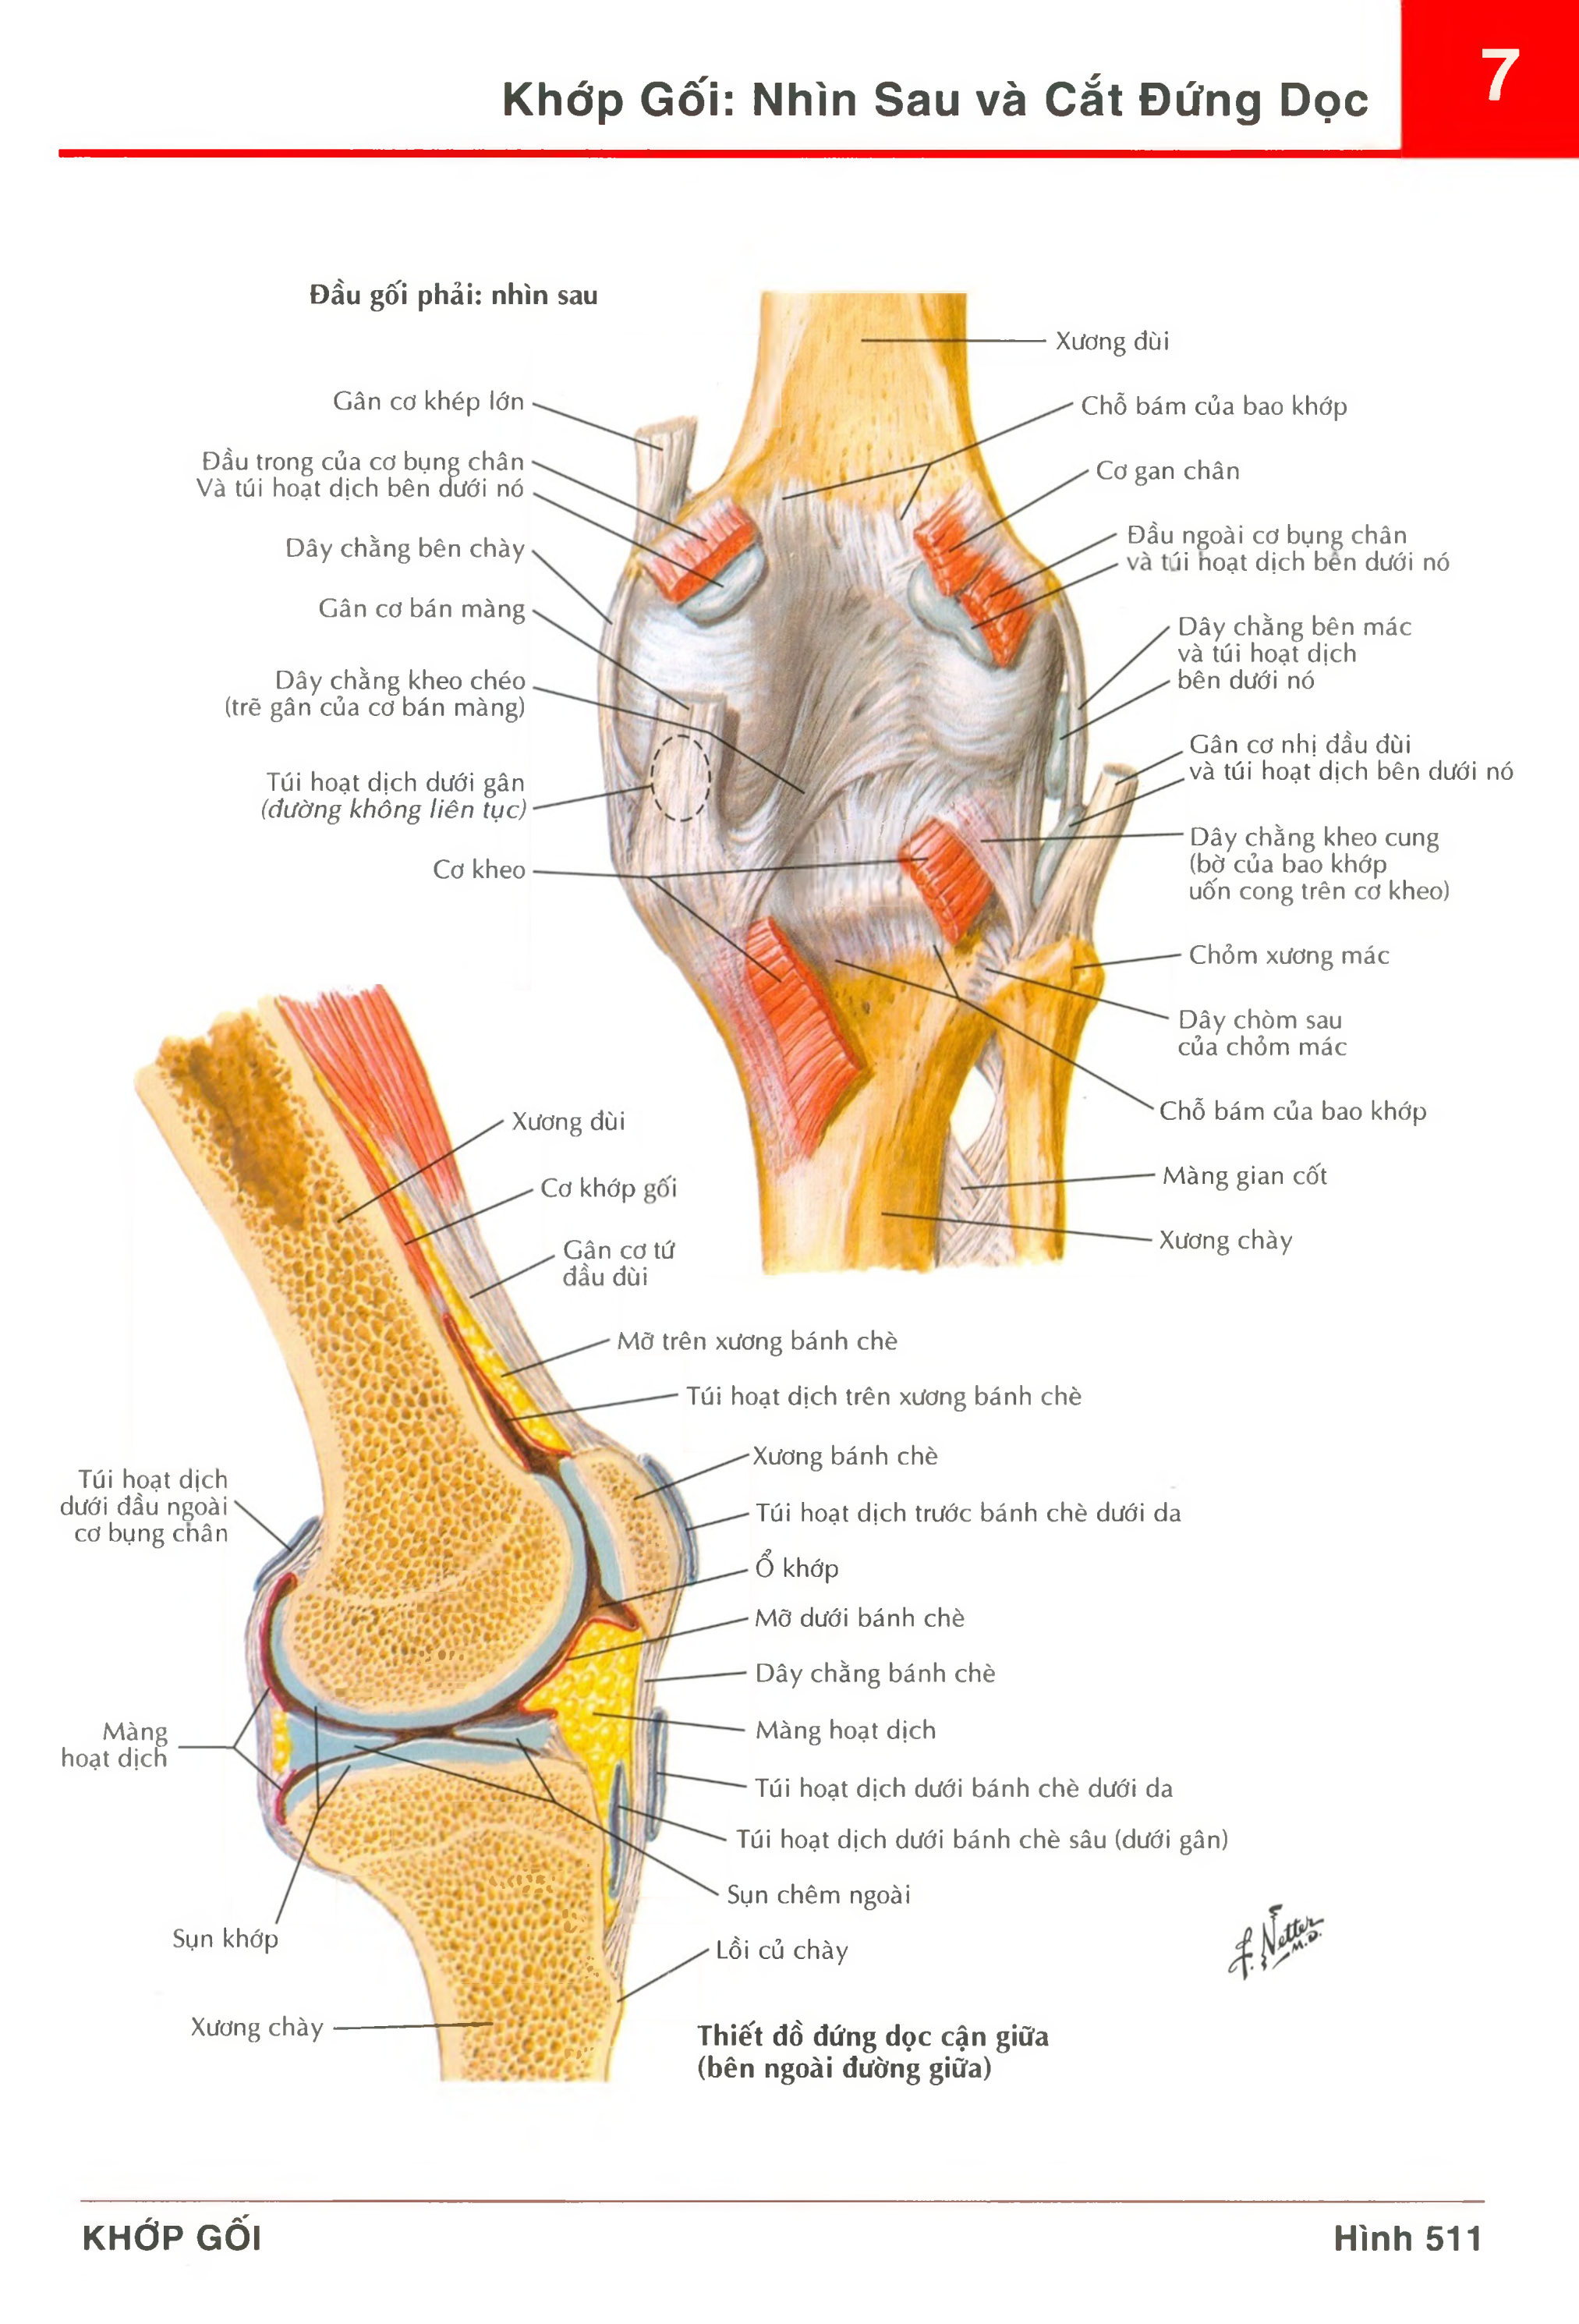 7
Khớp Gối: Nhìn Sau và Cắt Đứng Dọc
Đầu gối phải: nhìn sau
Gân cơ khép lớn
Đầu trong của cơ bụng chân
Và túi hoạt dịch bên dưới nó
Dây chằng bên chày
Gân cơ bán màng
Dây chằng kheo chéo
(trẽ gân của cơ bán màng)
Túi hoạt dịch dưới gân
(đường không liên tục)
Cơ kheo
Xương đùi
Chỗ bám của bao khớp
Cơ gan chân
Đầu ngoài cơ bụng chân
và túi hoạt dịch bên dưới nó
Dây chằng bên mác
và túi hoạt dịch
bên dưới nó
Gân cơ nhị đầu đùi
và túi hoạt dịch bên dưới nó
Dây chằng kheo cung
(bờ của bao khớp
uốn cong trên cơ kheo)
Chỏm xương mác
Dây chòm sau
của chỏm mác
Chỗ bám của bao khớp
Màng gian cốt
Xương chày
Xương đùi
Cơ khớp gối
Gân cơ tứ
đầu đùi
Mỡ trên xương bánh chè
Túi hoạt dịch trên xương bánh chè
Xương bánh chè
Túi hoạt dịch trước bánh chè dưới da
Ổ khớp
Mỡ dưới bánh chè
Dây chằng bánh chè
Màng hoạt dịch
Túi hoạt dịch dưới bánh chè dưới da
Túi hoạt dịch dưới bánh chè sâu (dưới gân)
Sụn chêm ngoài
Lồi củ chày
Túi hoạt dịch
dưới đầu ngoài
cơ bụng chân
Màng
hoạt dịch
Sụn khớp
Xương chày
Thiết đồ đứng dọc cận giữa
(bên ngoài đường giữa)
F. Netter
M.D.
KHỚP GỐI
Hình 511